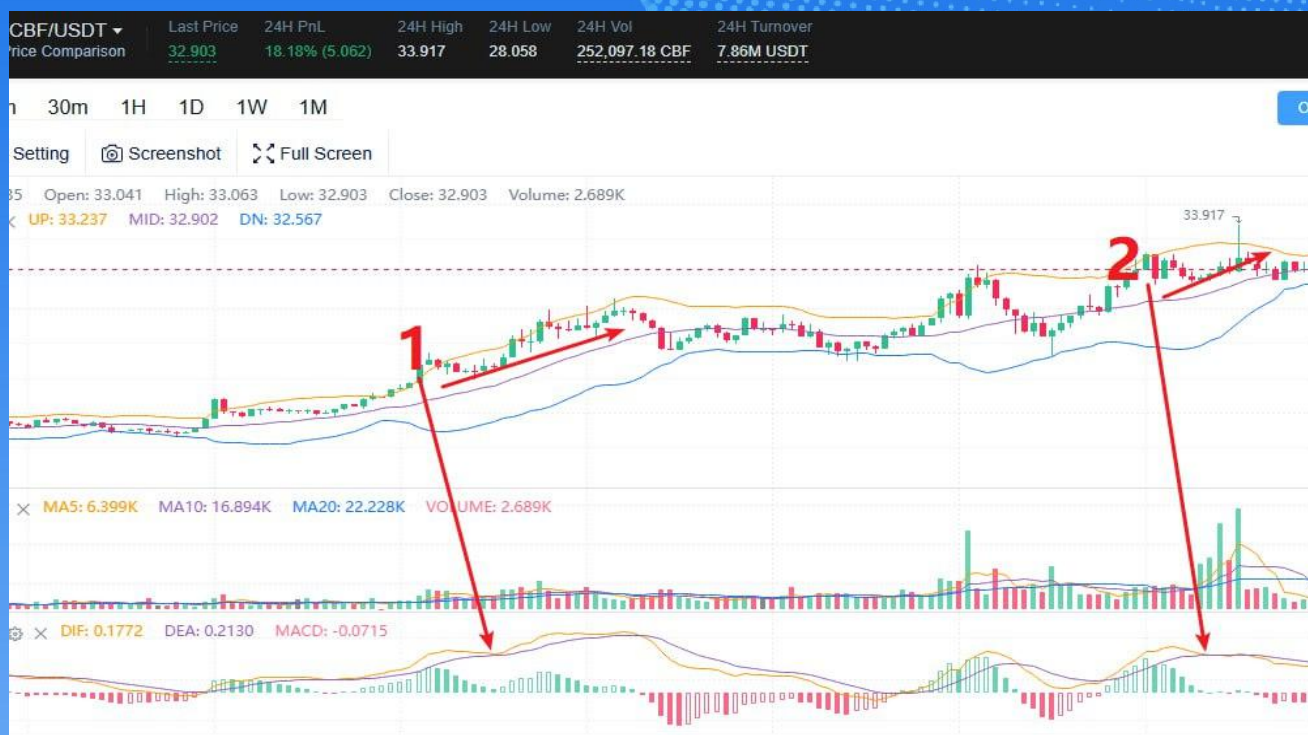 CBF/USDT
Price Comparison
Last Price
32.903
24H PnL
18.18% (5.062)
24H High
33.917
24H Low
28.058
24H Vol
252,097.18 CBF
24H Turnover
7.86M USDT
30m 1H 1D 1W 1M
Setting Screenshot Full Screen
35 Open: 33.041 High: 33.063 Low: 32.903 Close: 32.903 Volume: 2.689K
UP: 33.237 MID: 32.902 DN: 32.567
33.917
1
2
MA5: 6.399K MA10: 16.894K MA20: 22.228K VOLUME: 2.689K
DIF: 0.1772 DEA: 0.2130 MACD: -0.0715